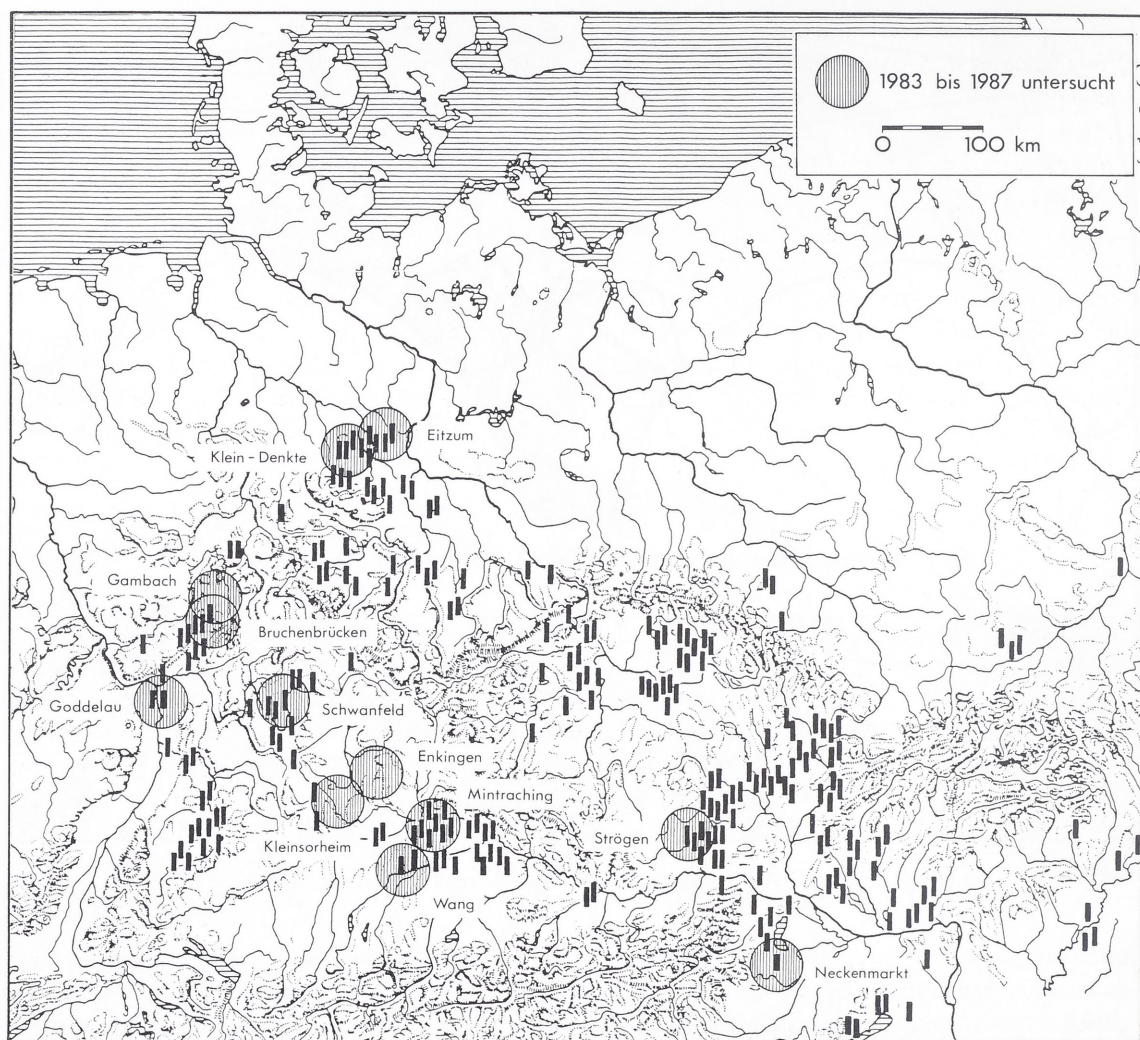 1983 bis 1987 untersucht
0 100 km
Eitzum
Klein-Denkte
Gambach
Bruchenbrücken
Goddelau
Schwanfeld
Enkingen
Mintraching
Kleinsorheim
Strögen
Wang
Neckenmarkt